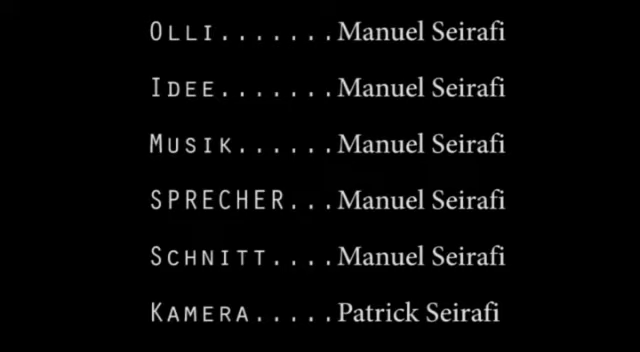 Olli.......Manuel Seirafi
Idee.......Manuel Seirafi
Musik......Manuel Seirafi
SPRECHER...Manuel Seirafi
Schnitt....Manuel Seirafi
Kamera.....Patrick Seirafi